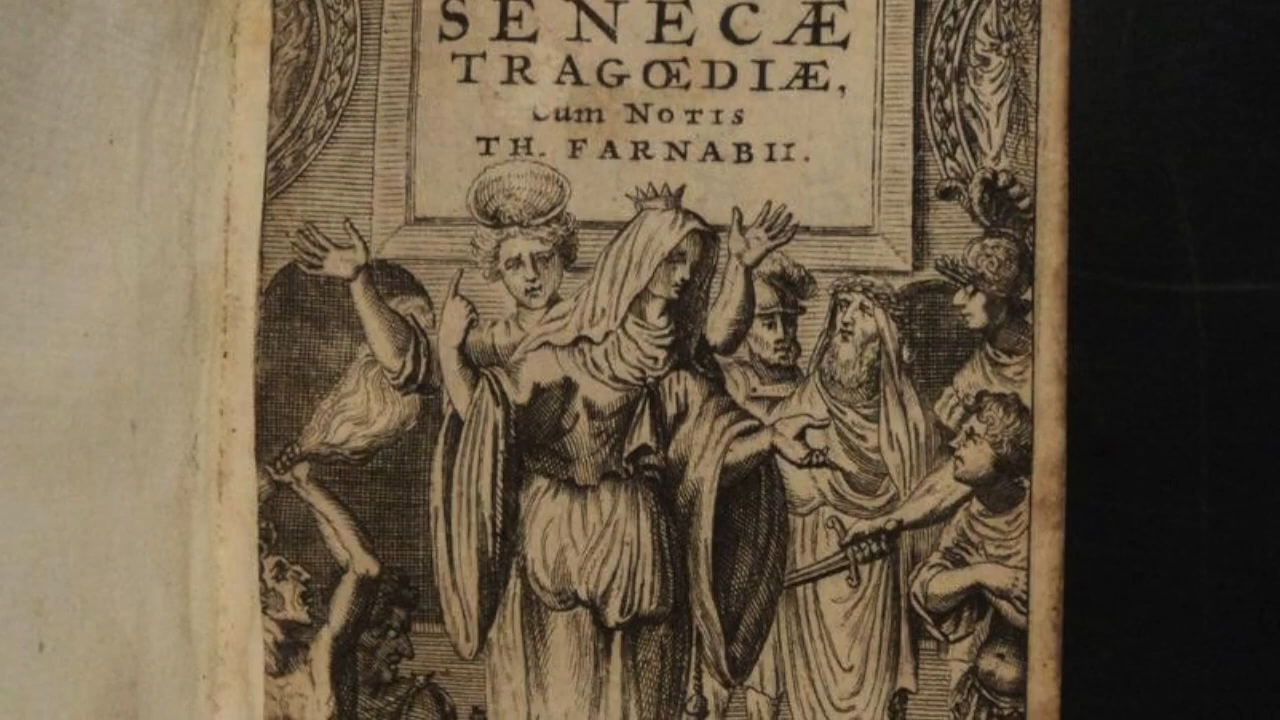 SENECÆ
TRAGŒDIÆ,
Cum NOTIS
TH. FARNABII.